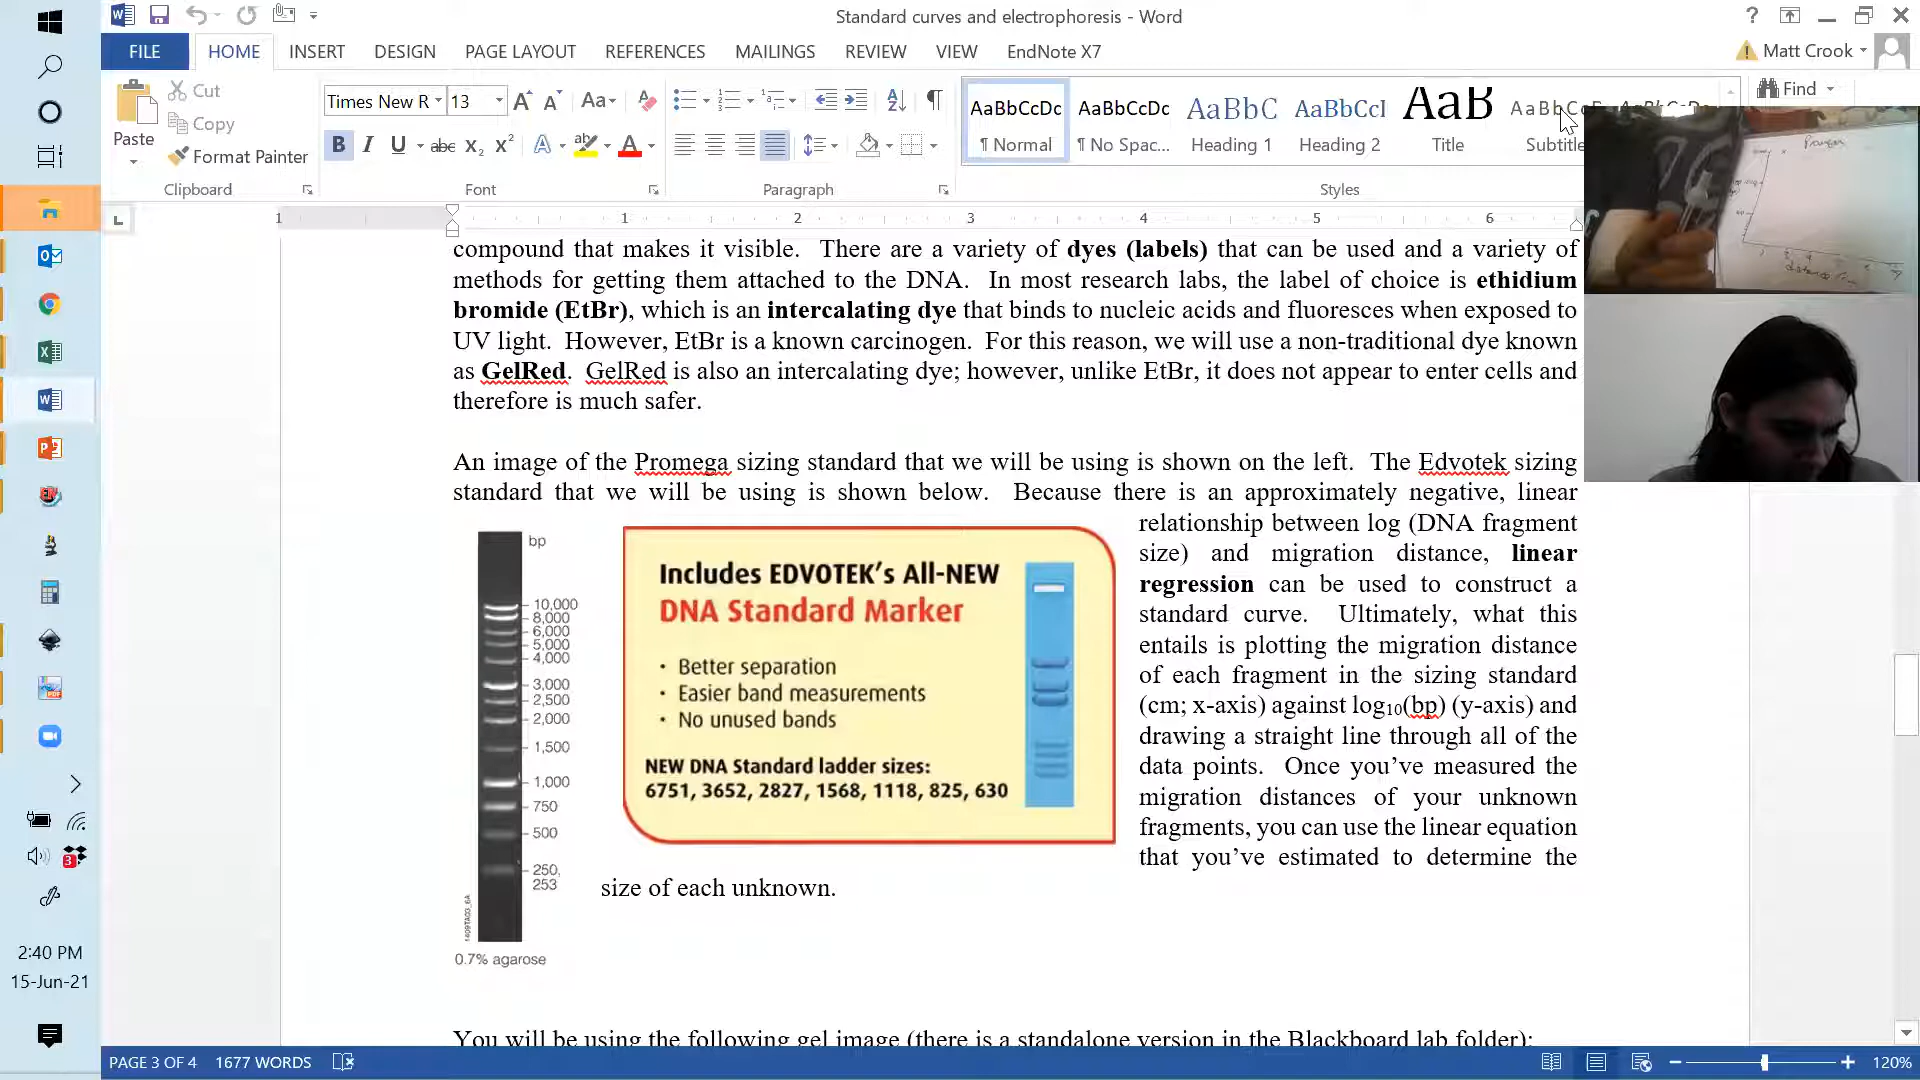 Standard curves and electrophoresis - Word
?
FILE
HOME
INSERT
DESIGN
PAGE LAYOUT
REFERENCES
MAILINGS
REVIEW
VIEW
EndNote X7
Matt Crook
Paste
Cut
Copy
Format Painter
Clipboard
Times New R
13
Font
Paragraph
AaBbCcDc
¶ Normal
AaBbCcDc
¶ No Spac...
AaBbC
Heading 1
AaBbCcI
Heading 2
AaB
Title
Subtitle
Styles
Find
1 1 2 3 4 5 6
compound that makes it visible. There are a variety of dyes (labels) that can be used and a variety of
methods for getting them attached to the DNA. In most research labs, the label of choice is ethidium
bromide (EtBr), which is an intercalating dye that binds to nucleic acids and fluoresces when exposed to
UV light. However, EtBr is a known carcinogen. For this reason, we will use a non-traditional dye known
as GelRed. GelRed is also an intercalating dye; however, unlike EtBr, it does not appear to enter cells and
therefore is much safer.
An image of the Promega sizing standard that we will be using is shown on the left. The Edvotek sizing
standard that we will be using is shown below. Because there is an approximately negative, linear
relationship between log (DNA fragment
size) and migration distance, linear
regression can be used to construct a
standard curve. Ultimately, what this
entails is plotting the migration distance
of each fragment in the sizing standard
(cm; x-axis) against log10(bp) (y-axis) and
drawing a straight line through all of the
data points. Once you’ve measured the
migration distances of your unknown
fragments, you can use the linear equation
that you’ve estimated to determine the
size of each unknown.
bp
10,000
8,000
6,000
5,000
4,000
3,000
2,500
2,000
1,500
1,000
750
500
250,
253
1409TA03_6A
0.7% agarose
Includes EDVOTEK's All-NEW
DNA Standard Marker
• Better separation
• Easier band measurements
• No unused bands
NEW DNA Standard ladder sizes:
6751, 3652, 2827, 1568, 1118, 825, 630
You will be using the following gel image (there is a standalone version in the Blackboard lab folder):
Promega
3
2:40 PM
15-Jun-21
PAGE 3 OF 4
1677 WORDS
120%